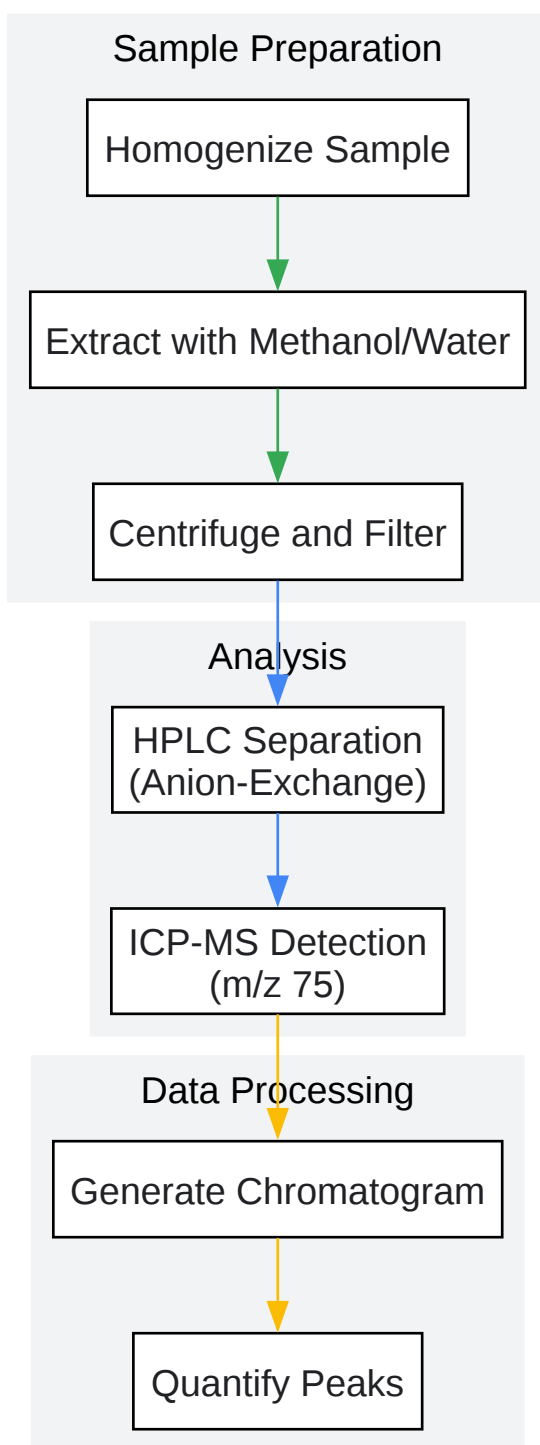 Sample Preparation
Homogenize Sample
Extract with Methanol/Water
Centrifuge and Filter
Analysis
HPLC Separation
(Anion-Exchange)
ICP-MS Detection
(m/z 75)
Data Processing
Generate Chromatogram
Quantify Peaks